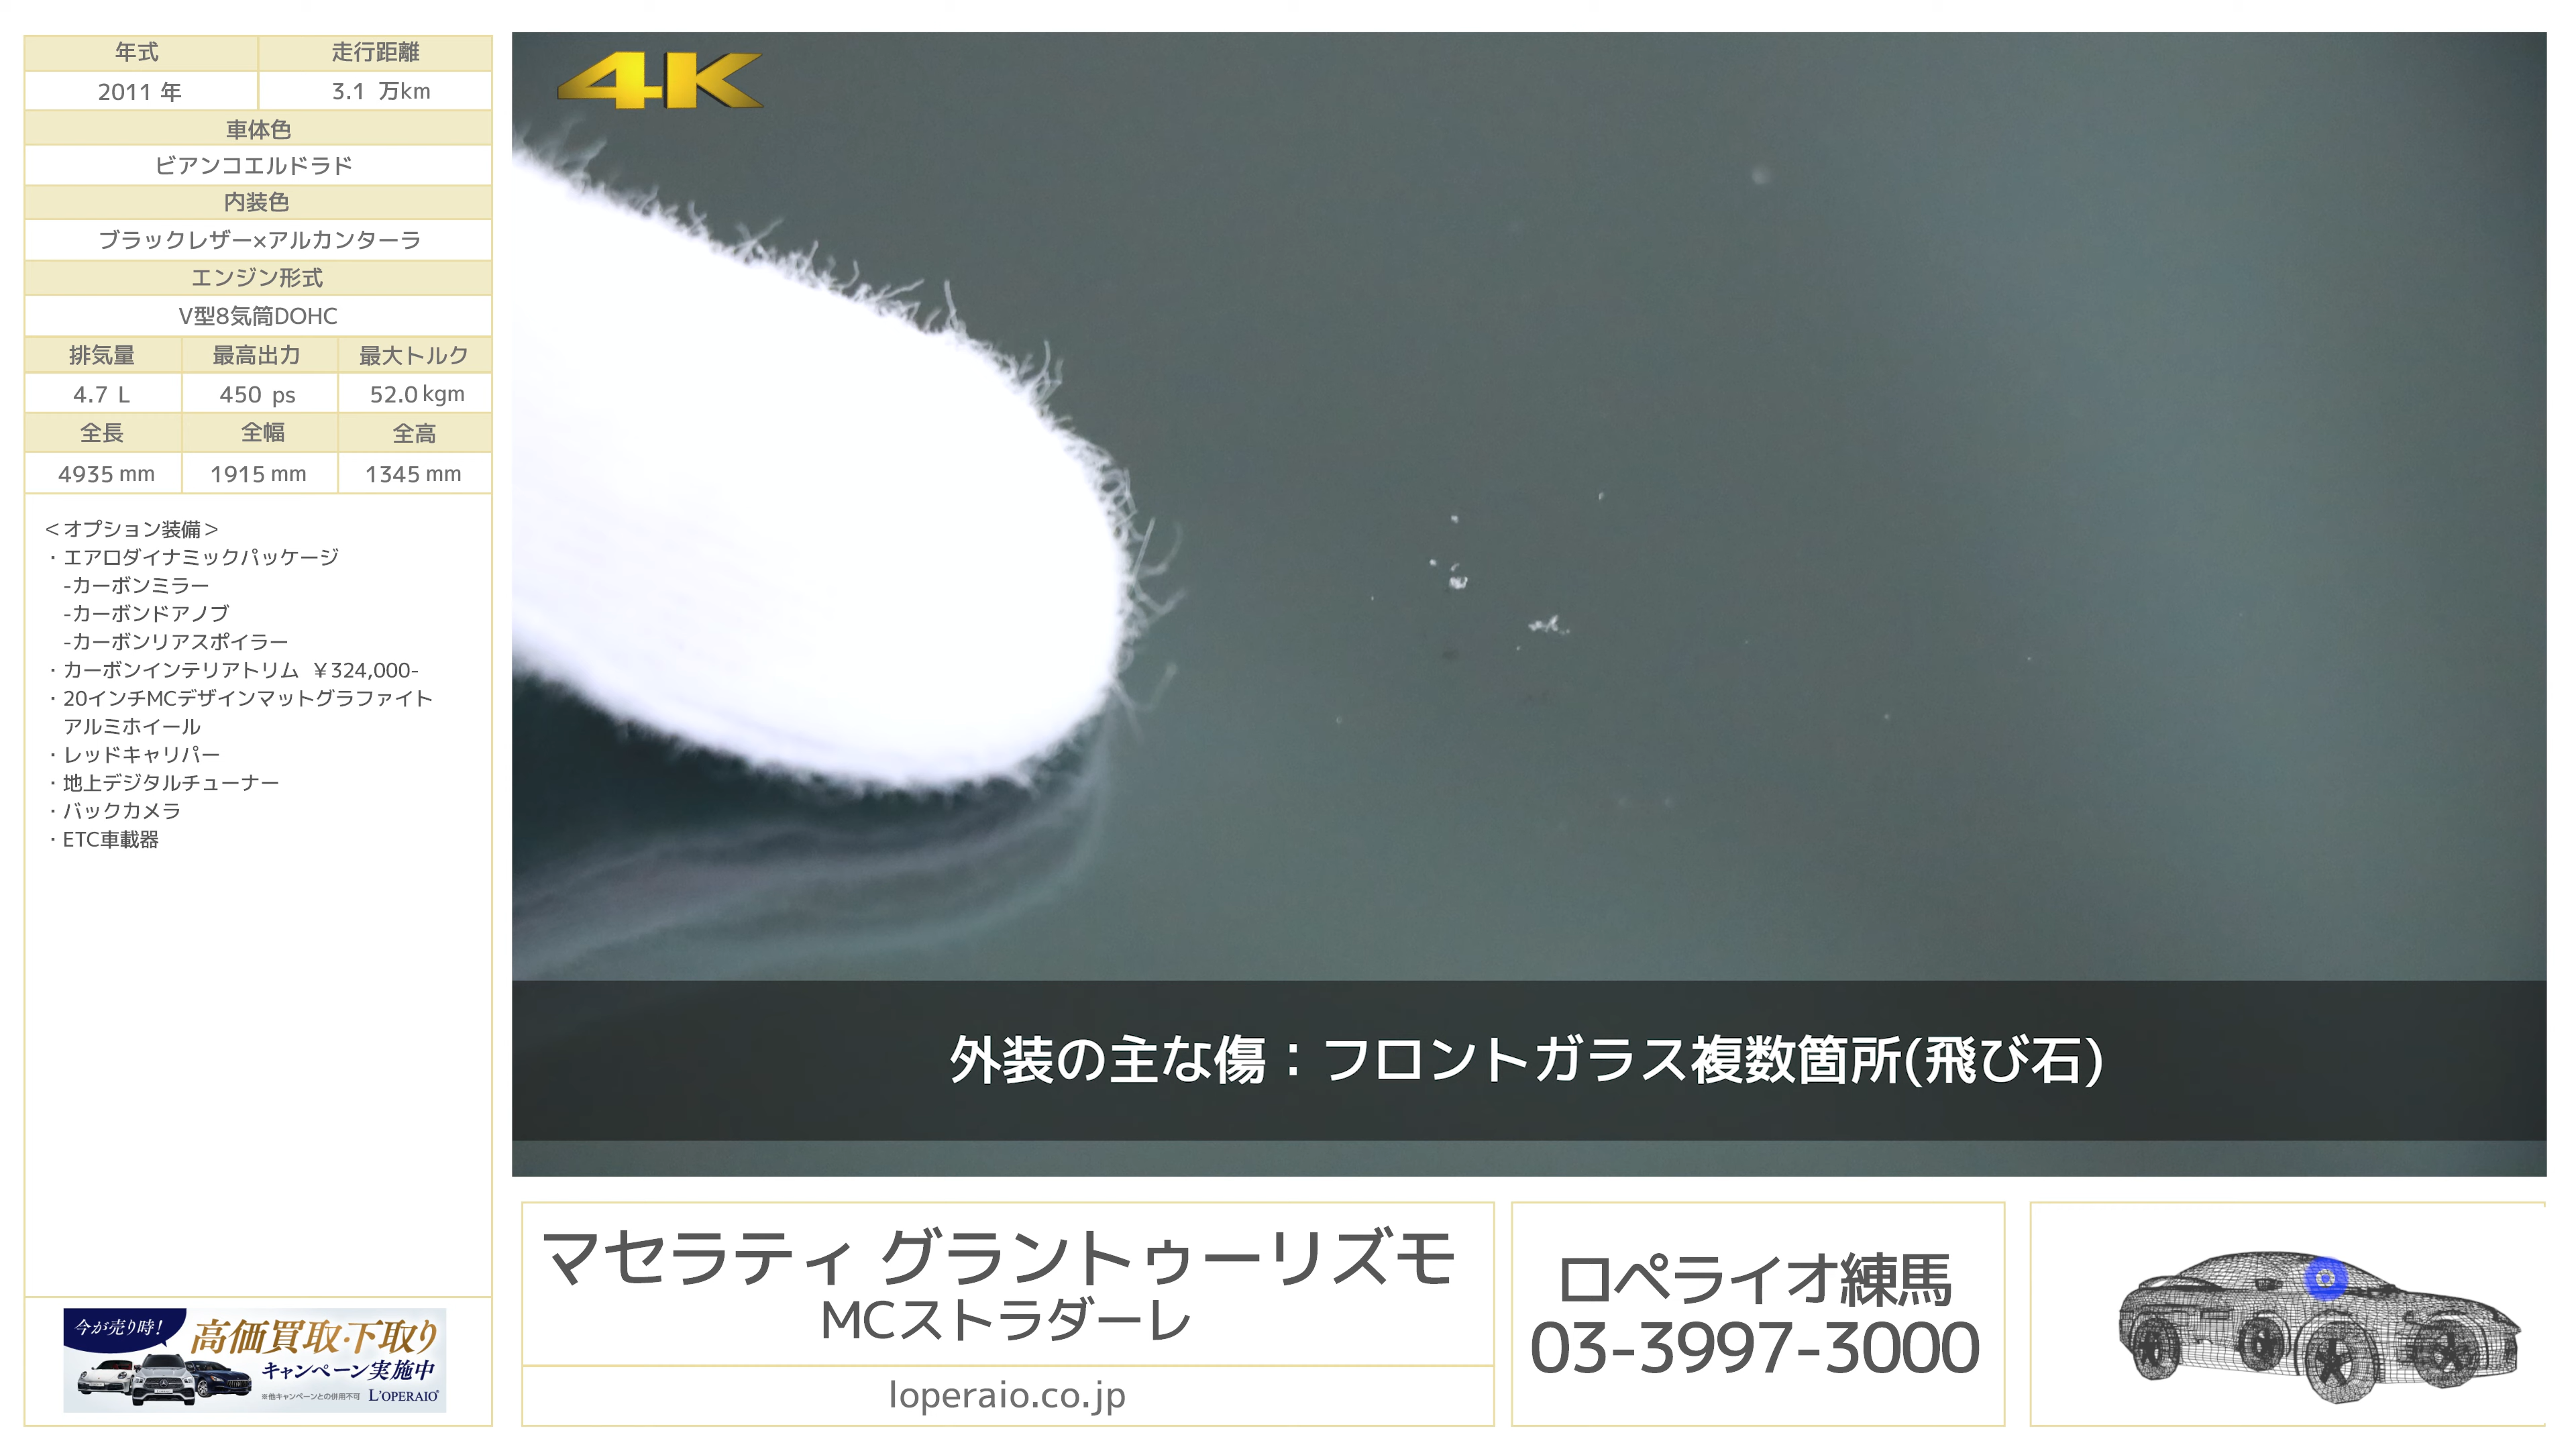 年式 走行距離
2011 年 3.1 万km
車体色
ビアンコエルドラド
内装色
ブラックレザー×アルカンターラ
エンジン形式
V型8気筒DOHC
排気量 最高出力 最大トルク
4.7 L 450 ps 52.0 kgm
全長 全幅 全高
4935 mm 1915 mm 1345 mm
＜オプション装備＞
・エアロダイナミックパッケージ
-カーボンミラー
-カーボンドアノブ
-カーボンリアスポイラー
・カーボンインテリアトリム ￥324,000-
・20インチMCデザインマットグラファイト
アルミホイール
・レッドキャリパー
・地上デジタルチューナー
・バックカメラ
・ETC車載器
今が売り時！
高価買取・下取り
キャンペーン実施中
※他キャンペーンとの併用不可 L'OPERAIO
4K
外装の主な傷：フロントガラス複数箇所(飛び石)
マセラティ グラントゥーリズモ
MCストラダーレ
loperaio.co.jp
ロペライオ練馬
03-3997-3000